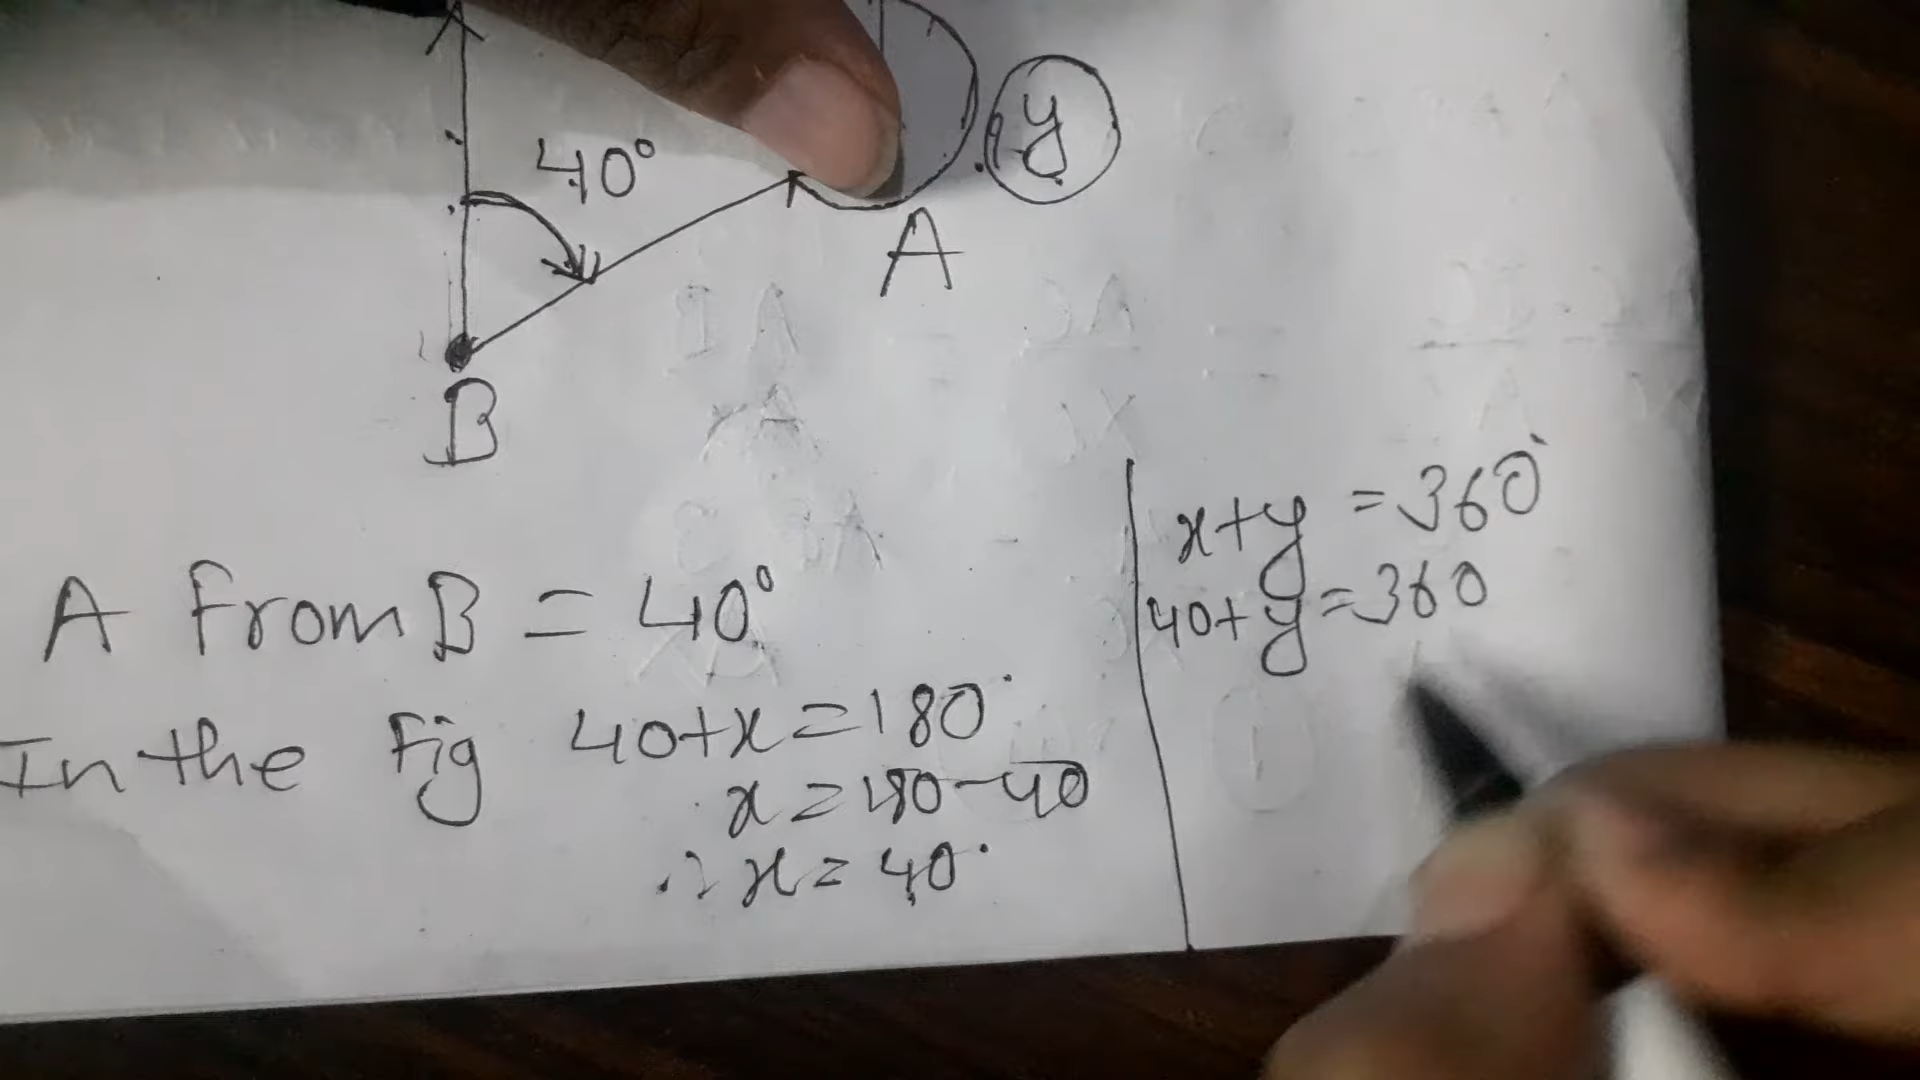 40°
y
A
B
A from B = 40°
In the Fig 40+x=180°
x=180-40
∴ x = 40°
x+y = 360°
40+y=360